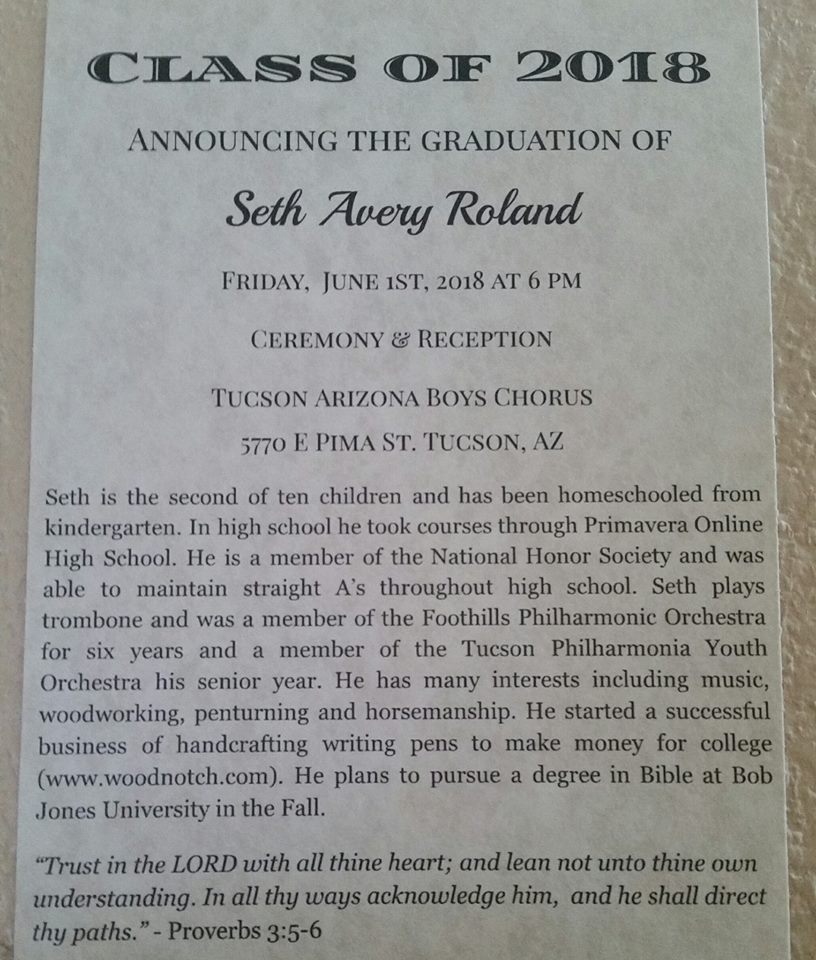 CLASS OF 2018
ANNOUNCING THE GRADUATION OF
Seth Avery Roland
FRIDAY, JUNE 1ST, 2018 AT 6 PM
CEREMONY & RECEPTION
TUCSON ARIZONA BOYS CHORUS
5770 E PIMA ST. TUCSON, AZ
Seth is the second of ten children and has been homeschooled from
kindergarten. In high school he took courses through Primavera Online
High School. He is a member of the National Honor Society and was
able to maintain straight A's throughout high school. Seth plays
trombone and was a member of the Foothills Philharmonic Orchestra
for six years and a member of the Tucson Philharmonia Youth
Orchestra his senior year. He has many interests including music,
woodworking, penturning and horsemanship. He started a successful
business of handcrafting writing pens to make money for college
(www.woodnotch.com). He plans to pursue a degree in Bible at Bob
Jones University in the Fall.
“Trust in the LORD with all thine heart; and lean not unto thine own
understanding. In all thy ways acknowledge him, and he shall direct
thy paths.” - Proverbs 3:5-6